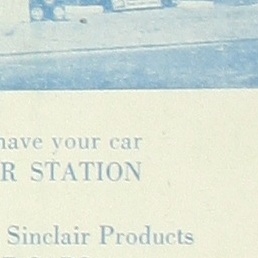 have your car
R STATION
Sinclair Products